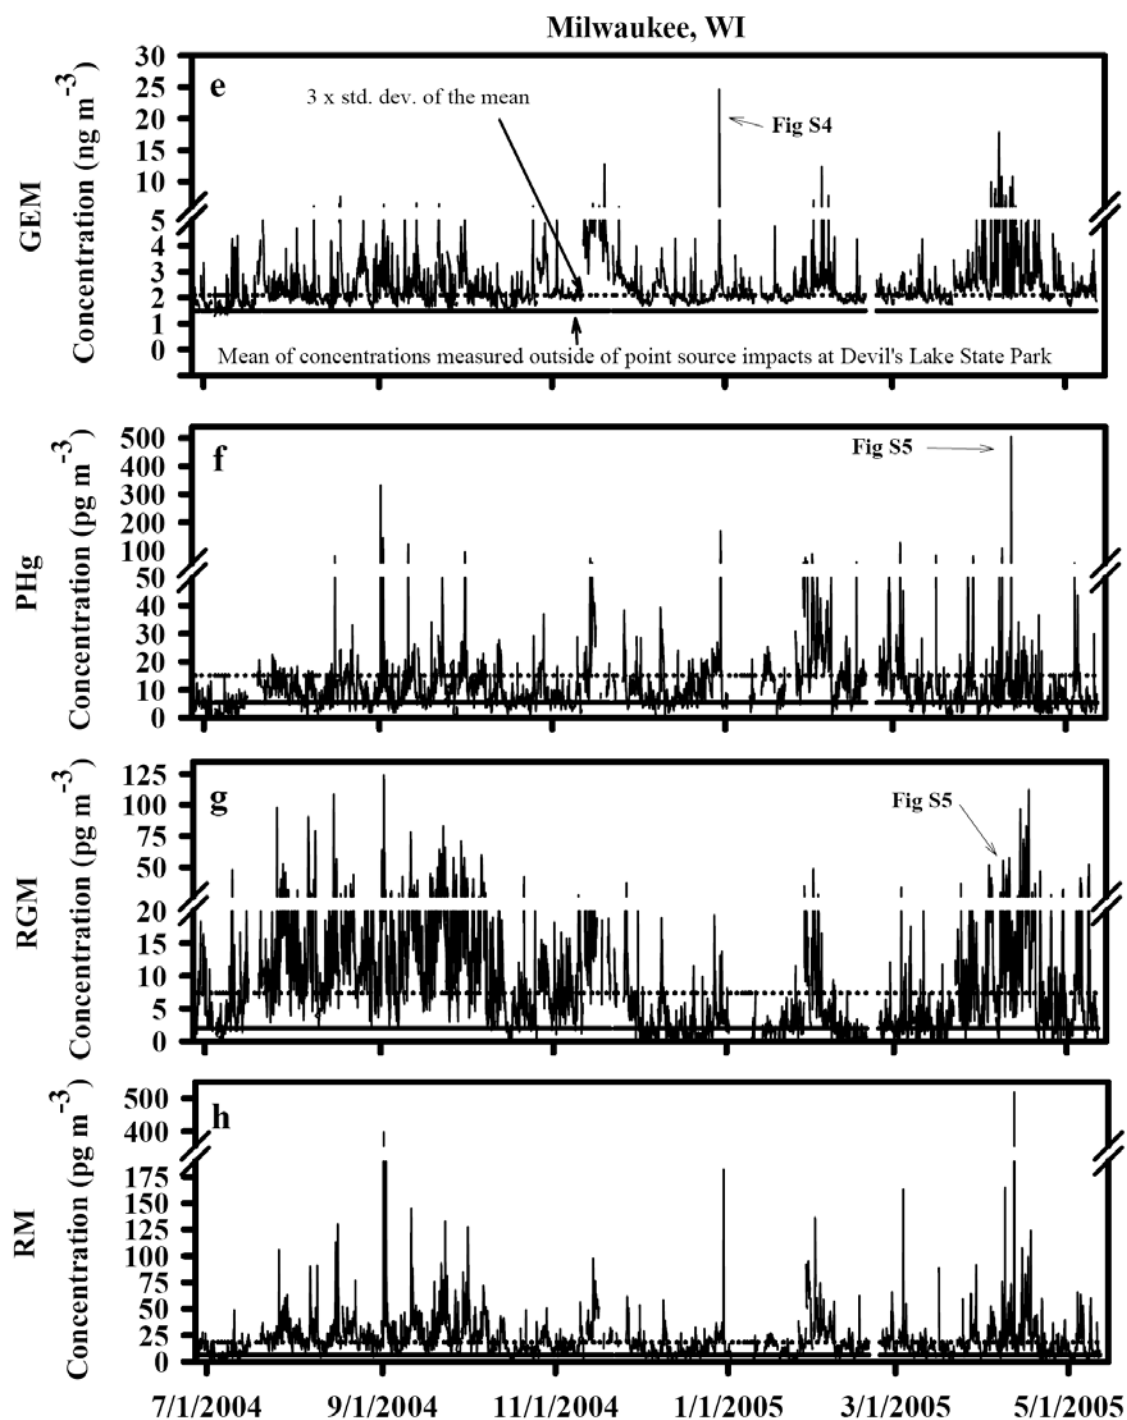 Milwaukee, WI
e
3 x std. dev. of the mean
Fig S4
Mean of concentrations measured outside of point source impacts at Devil's Lake State Park
GEM
Concentration (ng m-3)
30
25
20
15
10
5
4
3
2
1
0
f
Fig S5
PHg
Concentration (pg m-3)
500
400
300
200
100
50
40
30
20
10
0
g
Fig S5
RGM
Concentration (pg m-3)
125
100
75
50
20
15
10
5
0
h
RM
Concentration (pg m-3)
500
400
175
150
125
100
75
50
25
0
7/1/2004 9/1/2004 11/1/2004 1/1/2005 3/1/2005 5/1/2005